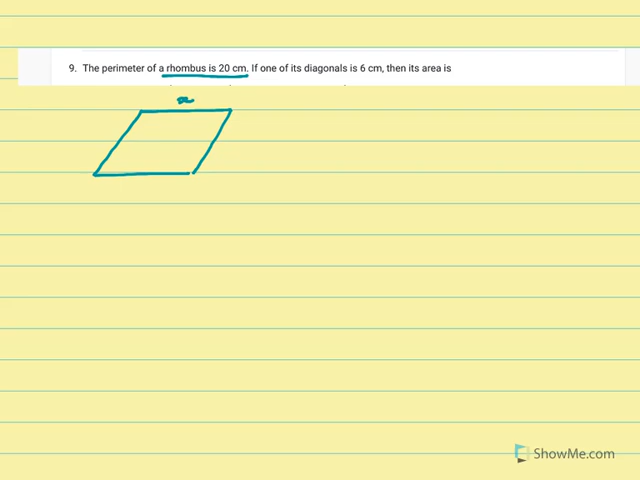 9. The perimeter of a rhombus is 20 cm. If one of its diagonals is 6 cm, then its area is
x
ShowMe.com